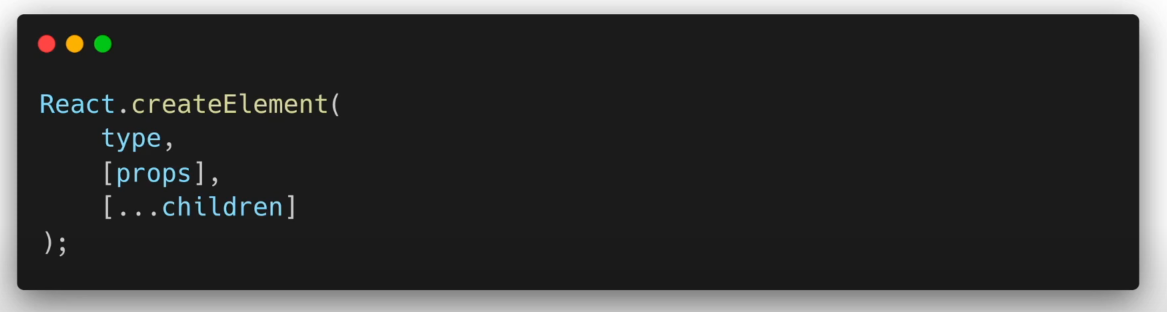 React.createElement(
    type,
    [props],
    [...children]
);